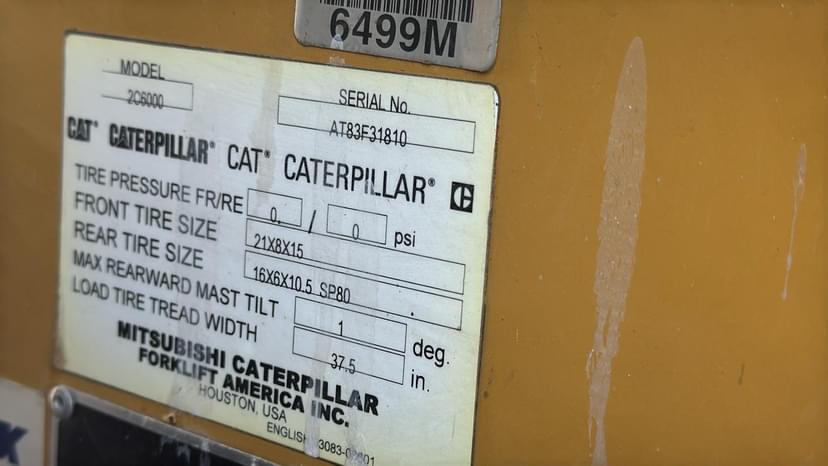 6499M
MODEL
2C6000
SERIAL No.
AT83F31810
CAT® CATERPILLAR® CAT® CATERPILLAR®
TIRE PRESSURE FR/RE 0. / 0 psi
FRONT TIRE SIZE 21X8X15
REAR TIRE SIZE 16X6X10.5 SP80
MAX REARWARD MAST TILT 1 deg.
LOAD TIRE TREAD WIDTH 37.5 in.
MITSUBISHI CATERPILLAR
FORKLIFT AMERICA INC.
HOUSTON, USA
ENGLISH